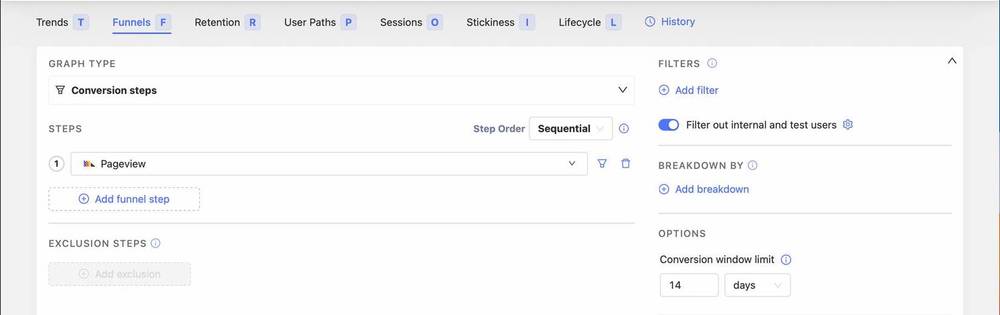 Trends T Funnels F Retention R User Paths P Sessions O Stickiness I Lifecycle L History
GRAPH TYPE
Conversion steps
STEPS
Step Order Sequential
1 Pageview
Add funnel step
EXCLUSION STEPS
Add exclusion
FILTERS
Add filter
Filter out internal and test users
BREAKDOWN BY
Add breakdown
OPTIONS
Conversion window limit
14 days